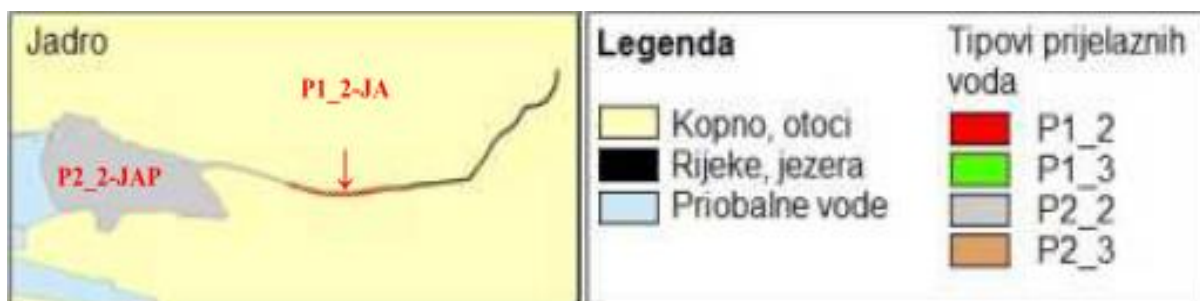 Jadro
P1_2-JA
P2_2-JAP
Legenda
Kopno, otoci
Rijeke, jezera
Priobalne vode
Tipovi prijelaznih
voda
P1_2
P1_3
P2_2
P2_3